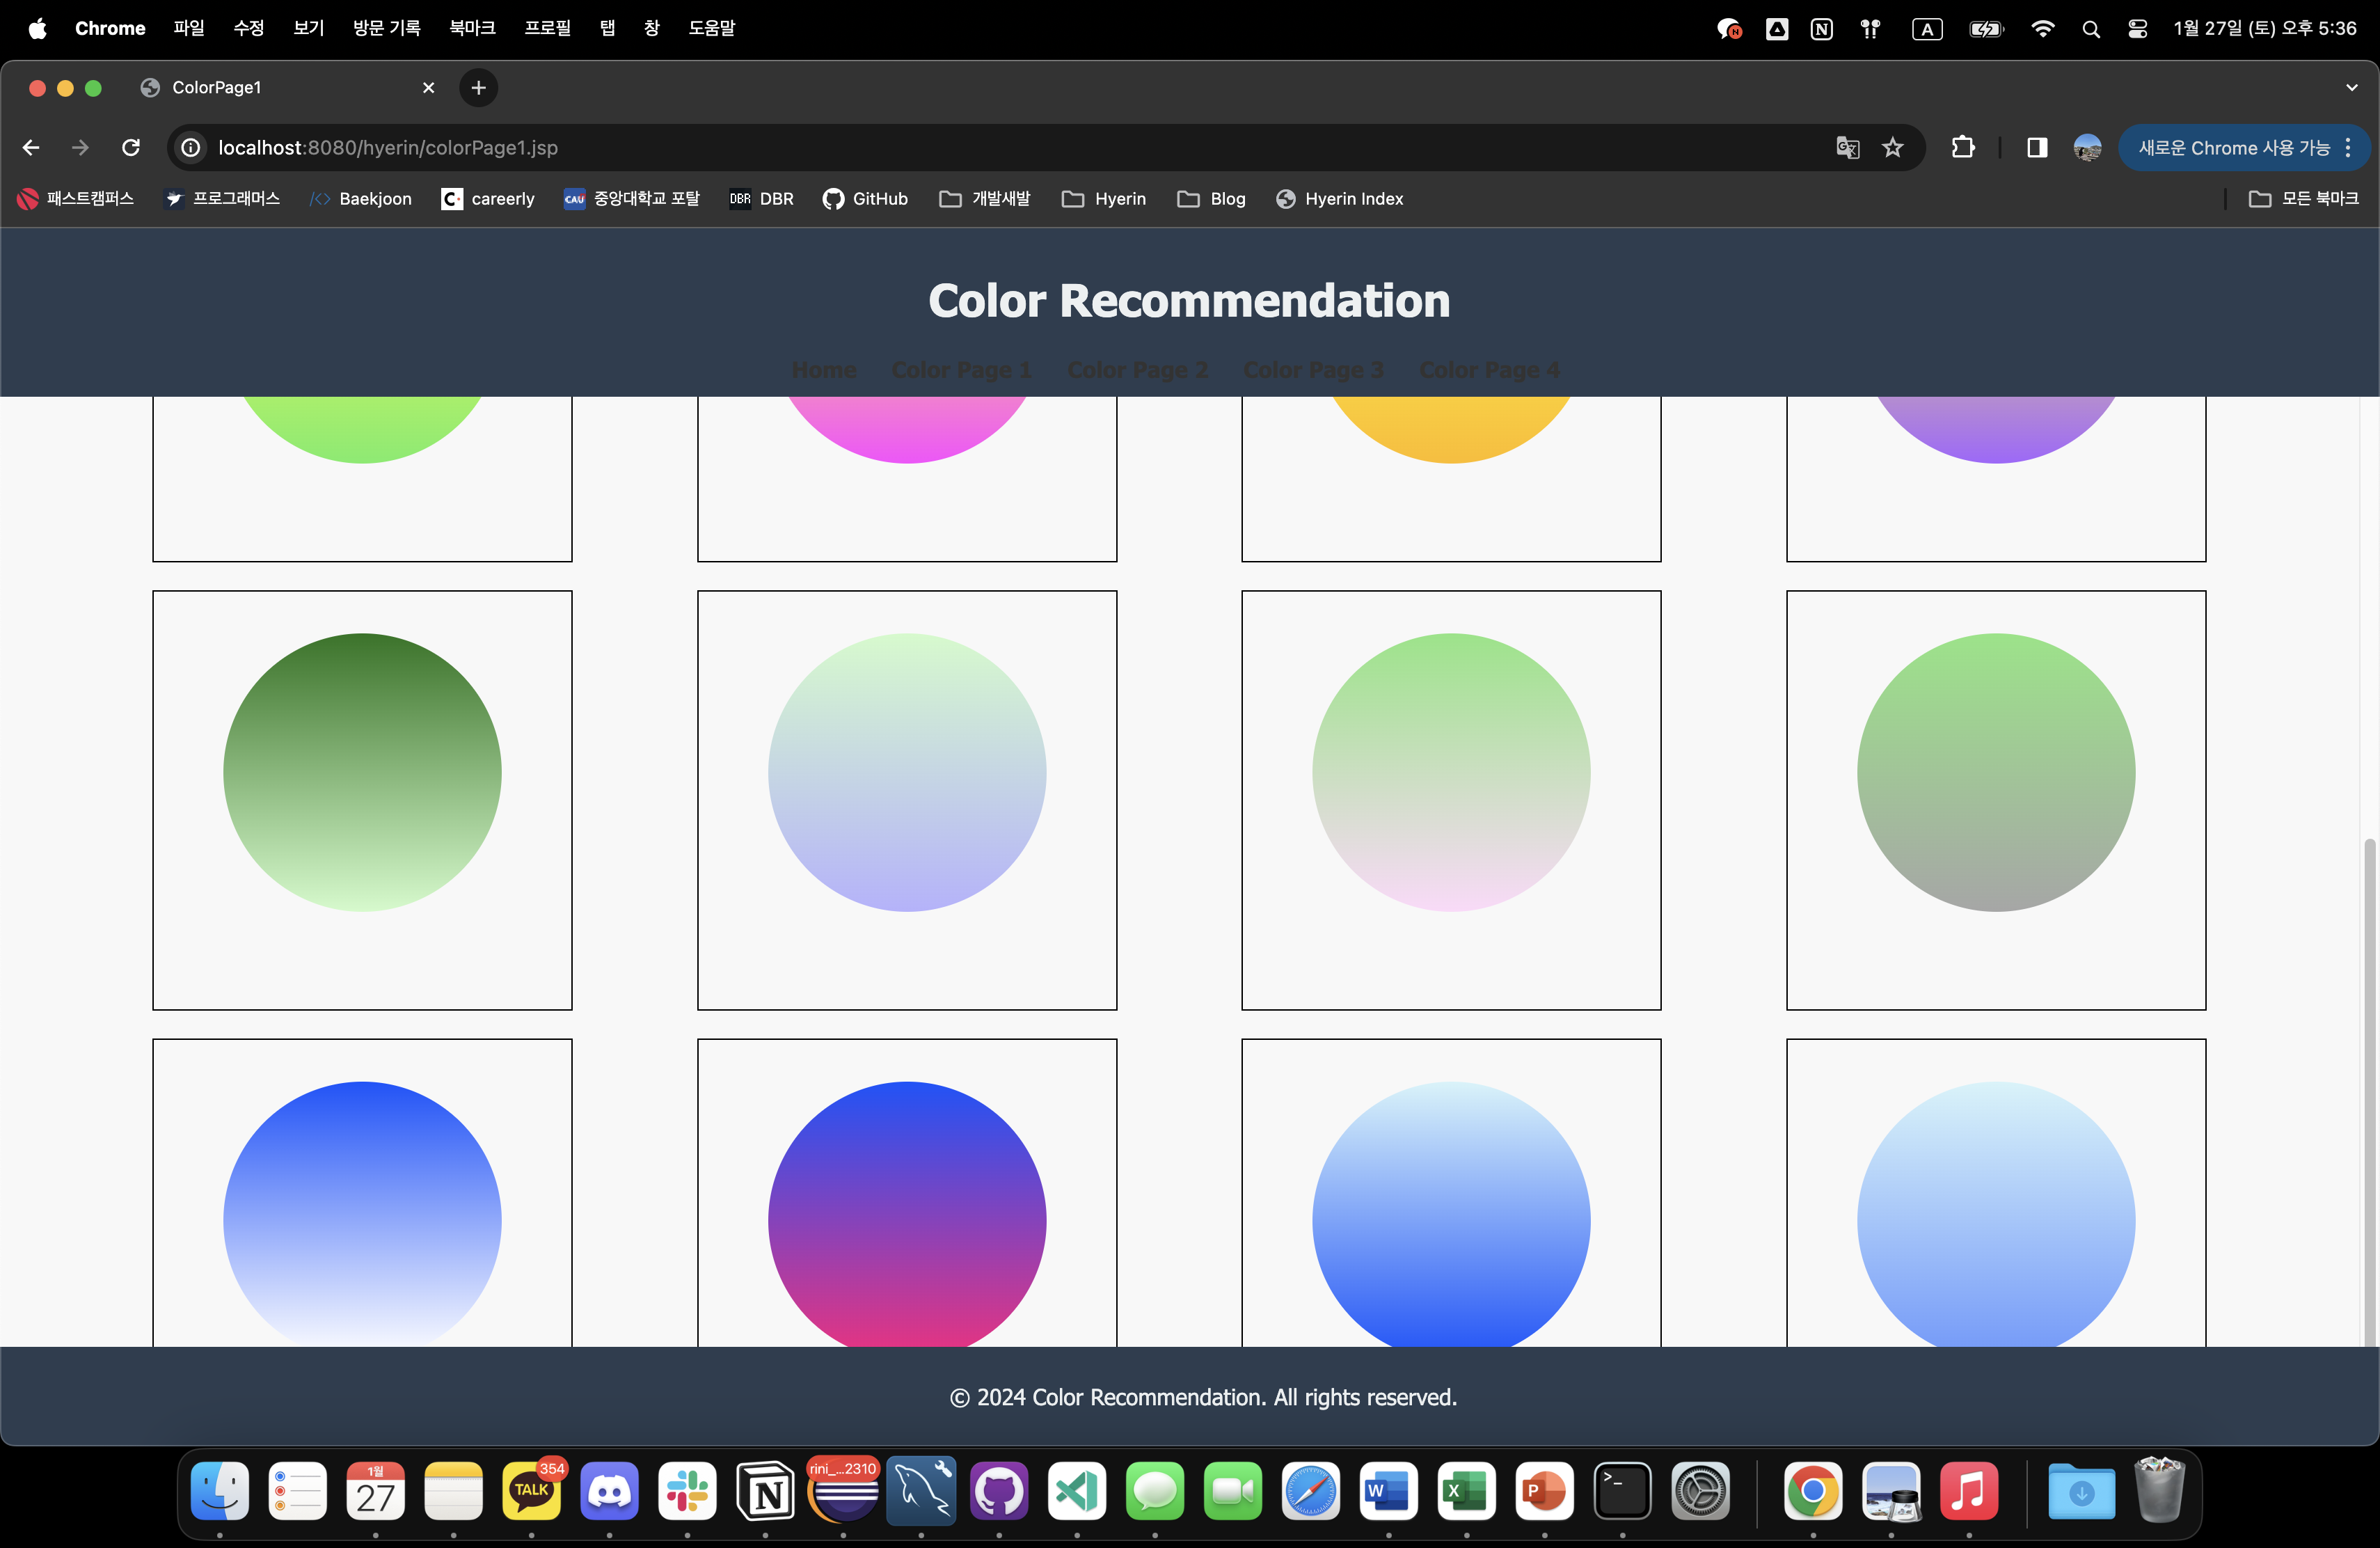 Chrome 파일 수정 보기 방문 기록 북마크 프로필 탭 창 도움말 N A 1월 27일 (토) 오후 5:36
ColorPage1
localhost:8080/hyerin/colorPage1.jsp 새로운 Chrome 사용 가능
패스트캠퍼스 프로그래머스 Baekjoon C careerly CAU 중앙대학교 포탈 DBR DBR GitHub 개발새발 Hyerin Blog Hyerin Index 모든 북마크
Color Recommendation
Home Color Page 1 Color Page 2 Color Page 3 Color Page 4
© 2024 Color Recommendation. All rights reserved.
1월 27 TALK 354 N rini_...2310 W X P >_